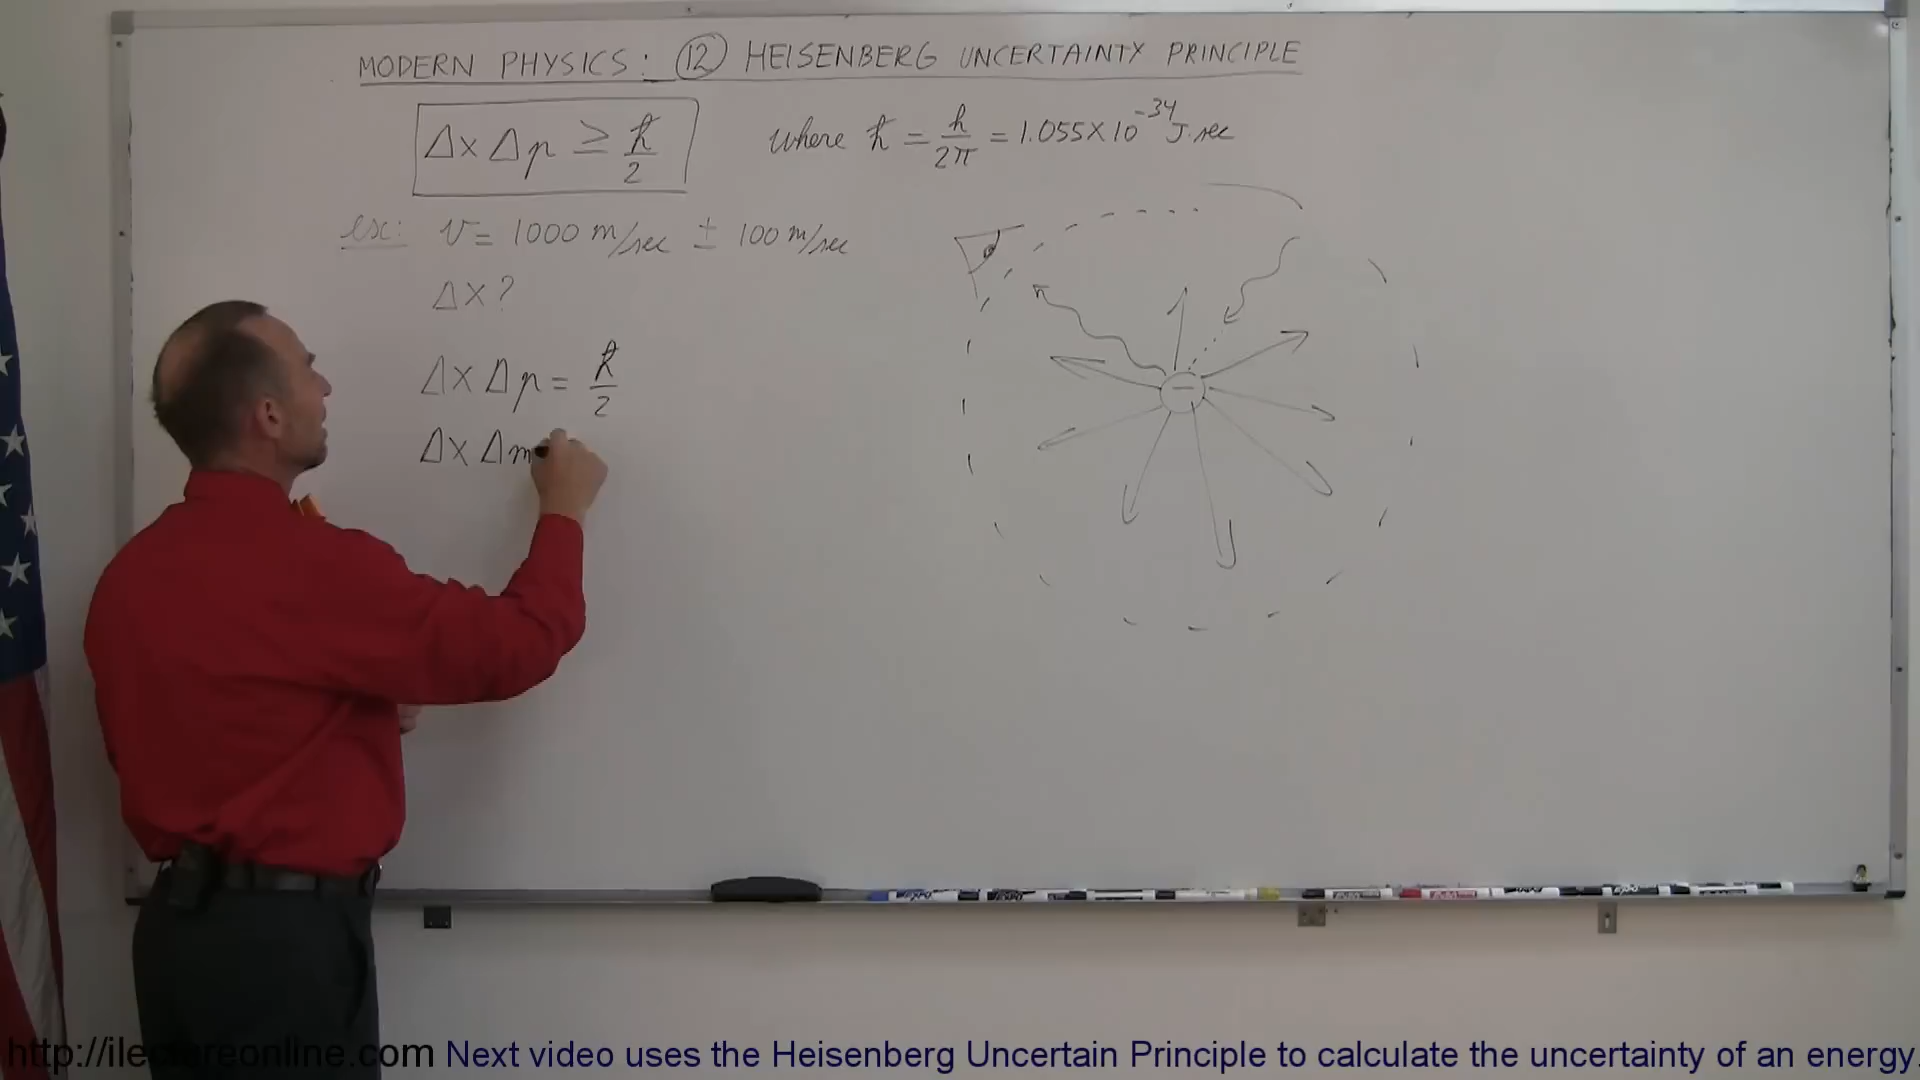 MODERN PHYSICS: 12 HEISENBERG UNCERTAINTY PRINCIPLE
Δx Δp ≥ ℏ/2 where ℏ = h/2π = 1.055 × 10^-34 J·sec
ex: v = 1000 m/sec ± 100 m/sec
Δx?
Δx Δp = ℏ/2
Δx Δm
EXPO
http://ilectureonline.com Next video uses the Heisenberg Uncertain Principle to calculate the uncertainty of an energy